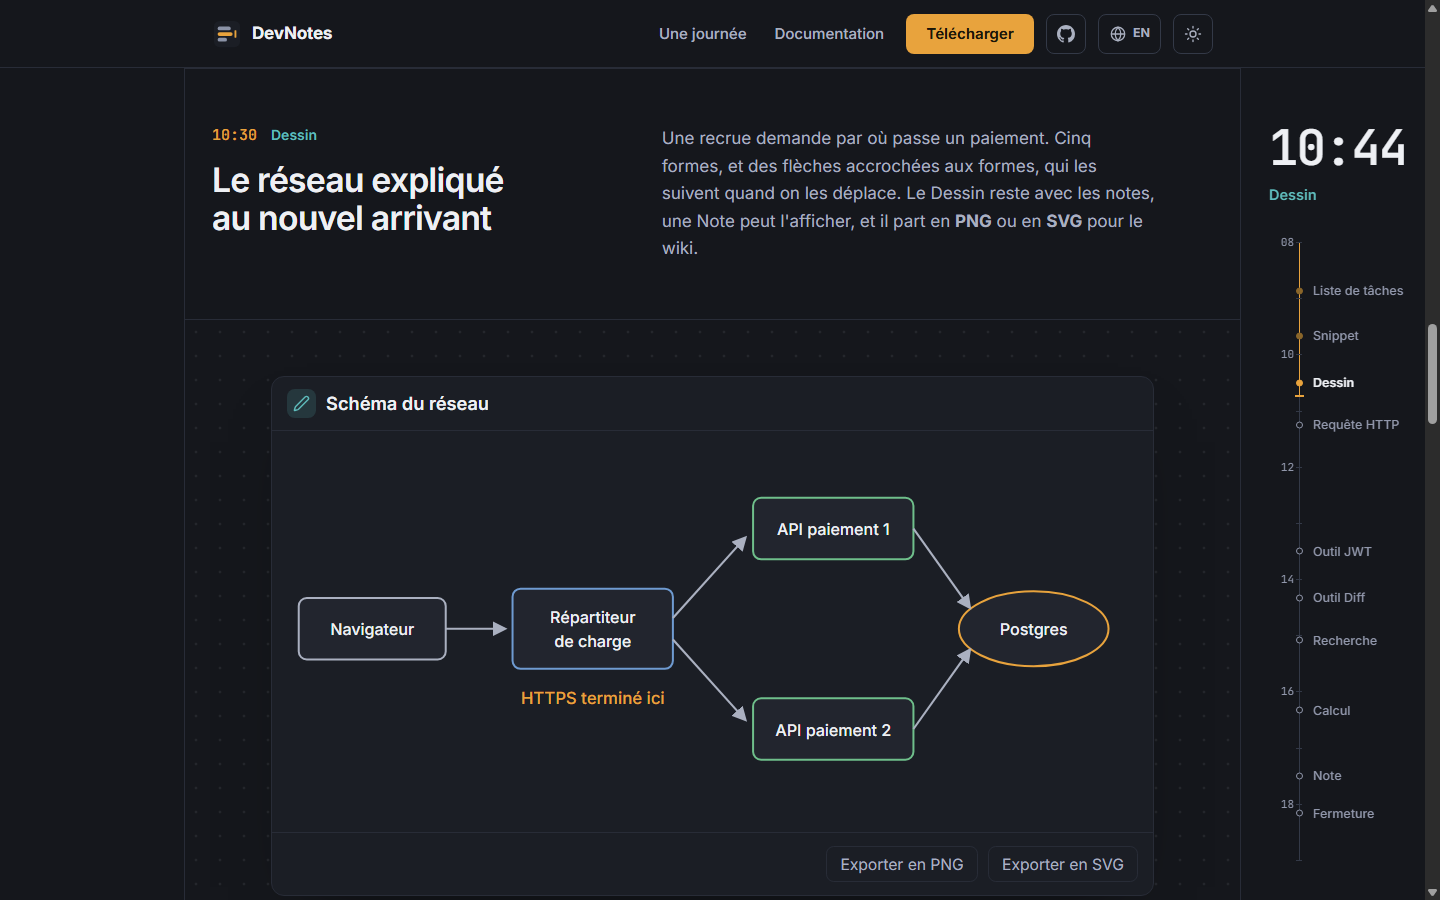 DevNotes
Une journée
Documentation
Télécharger
EN
10:30 Dessin
Le réseau expliqué
au nouvel arrivant
Une recrue demande par où passe un paiement. Cinq
formes, et des flèches accrochées aux formes, qui les
suivent quand on les déplace. Le Dessin reste avec les notes,
une Note peut l'afficher, et il part en PNG ou en SVG pour le
wiki.
Schéma du réseau
API paiement 1
Navigateur
Répartiteur
de charge
Postgres
HTTPS terminé ici
API paiement 2
Exporter en PNG
Exporter en SVG
10:44
Dessin
08
Liste de tâches
Snippet
10
Dessin
Requête HTTP
12
Outil JWT
14
Outil Diff
Recherche
16
Calcul
Note
18
Fermeture